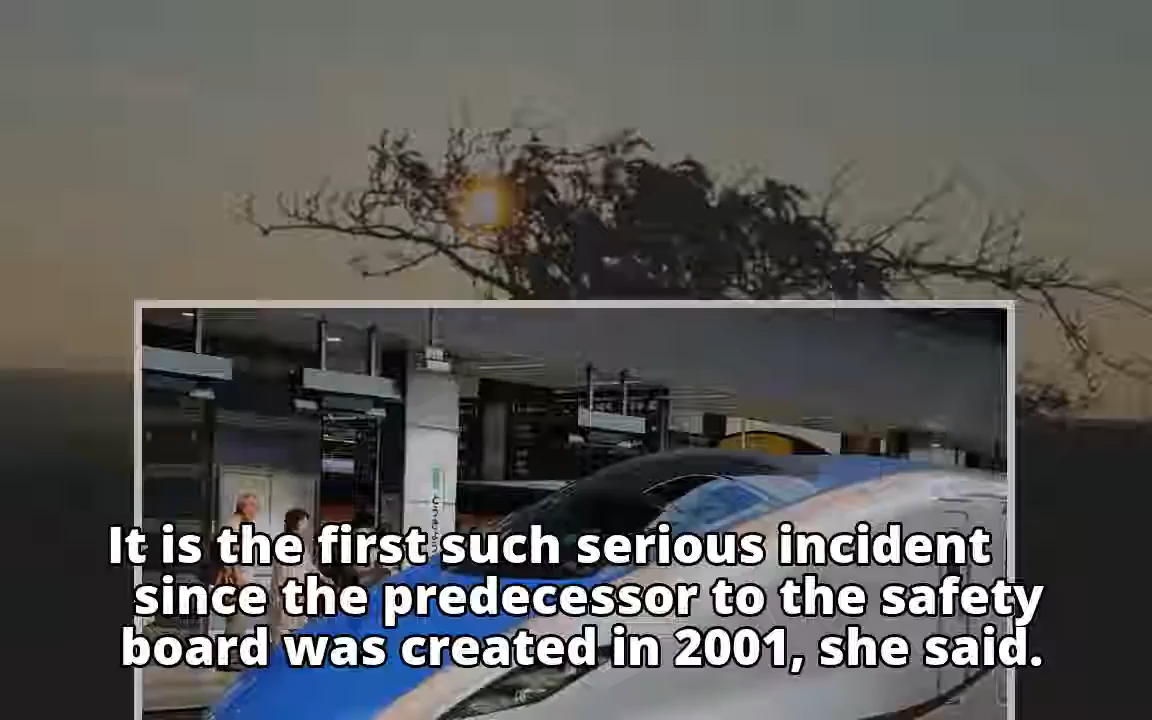 It is the first such serious incident
since the predecessor to the safety
board was created in 2001, she said.